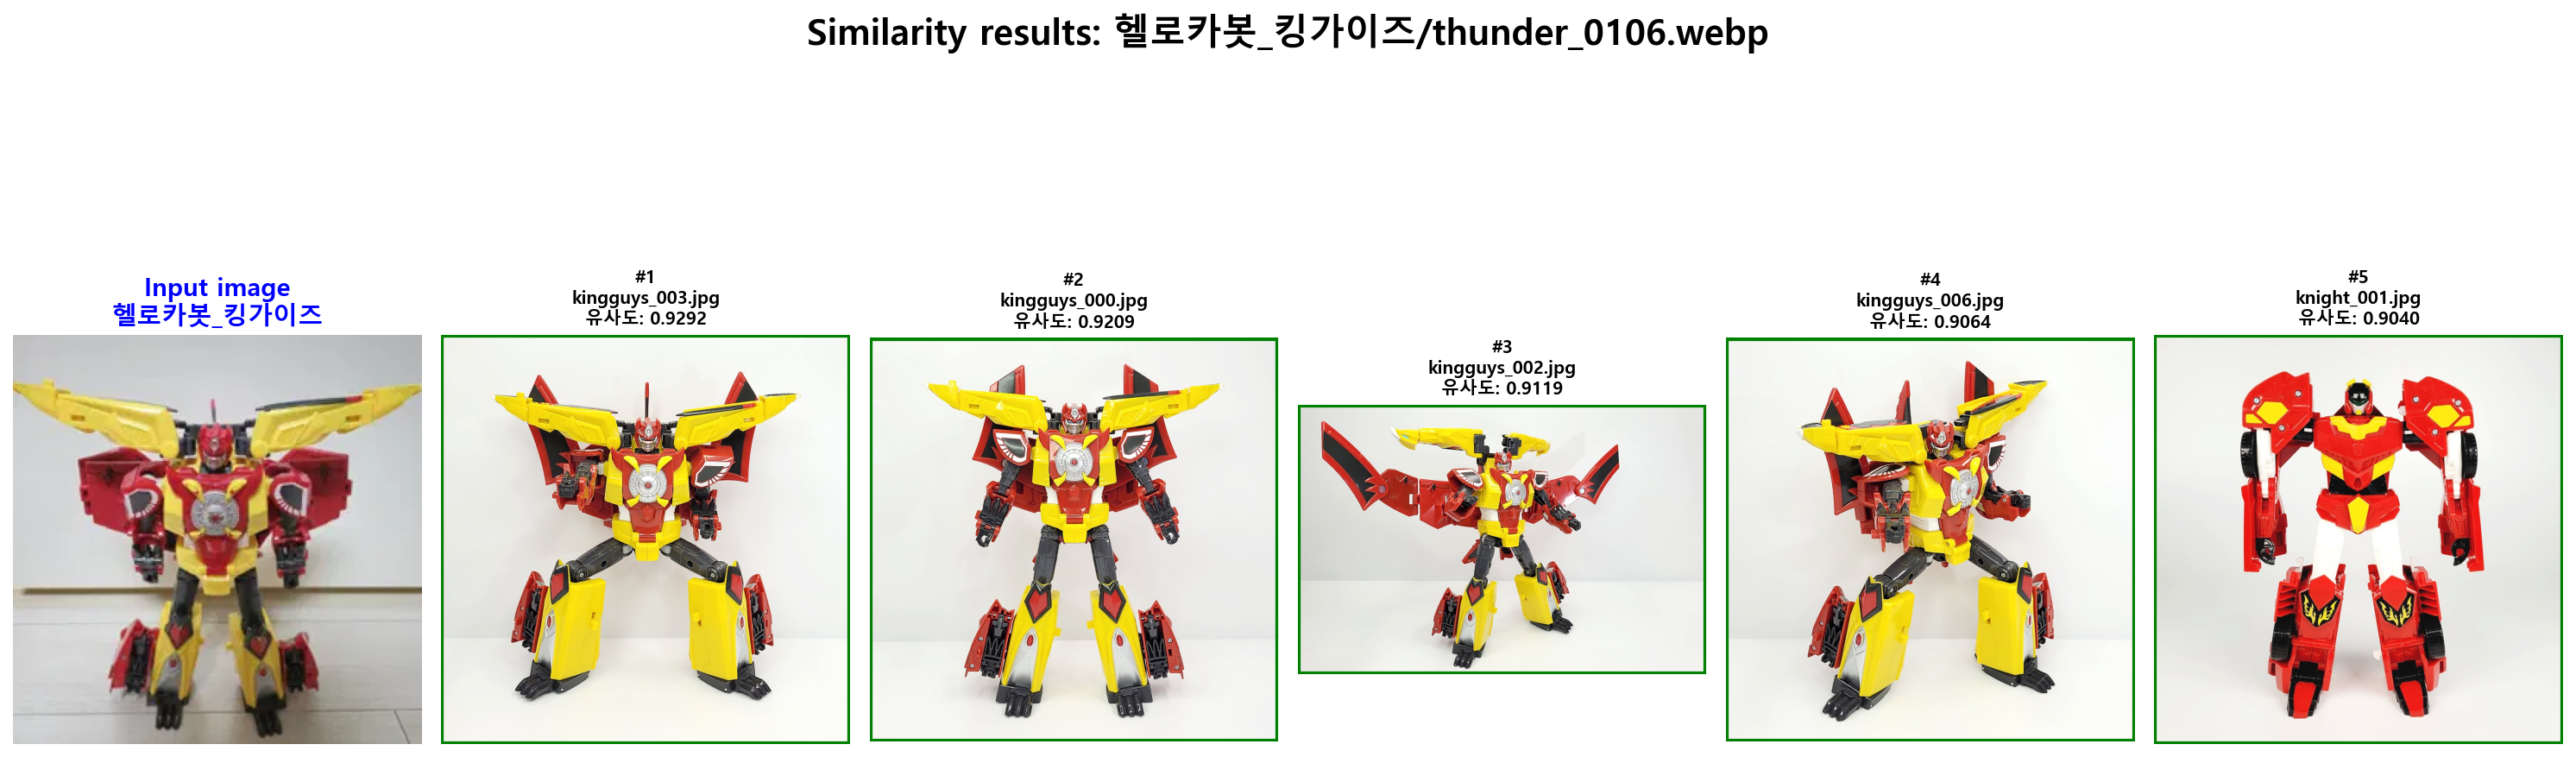 Similarity results: 헬로카봇_킹가이즈/thunder_0106.webp
Input image
헬로카봇_킹가이즈
#1
kingguys_003.jpg
유사도: 0.9292
#2
kingguys_000.jpg
유사도: 0.9209
#3
kingguys_002.jpg
유사도: 0.9119
#4
kingguys_006.jpg
유사도: 0.9064
#5
knight_001.jpg
유사도: 0.9040